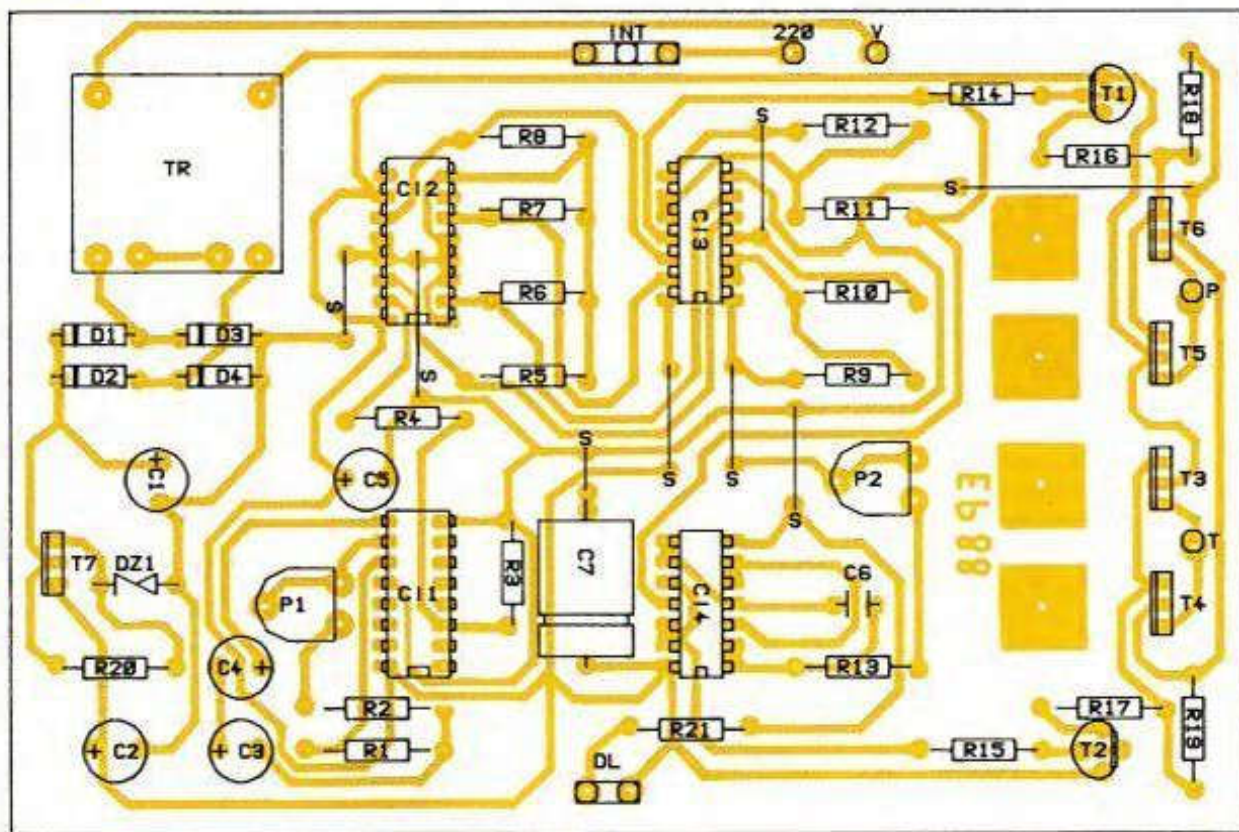 INT 220 V
R14 T1
R18
R8 S R12
R16
TR CI2 CI3
R7 R11 S
T6
R6 R10 P
S
D1 D3
T5
D2 D4 S R5 R9
R4
S
C1 C5 S S P2 T3
S
Ep 88
T7 DZ1 R3 C7 T
C6
P1 CI1 CI4 T4
R20 C4 R13
R2 R17
R21 R19
C2 C3 R1 R15 T2
DL